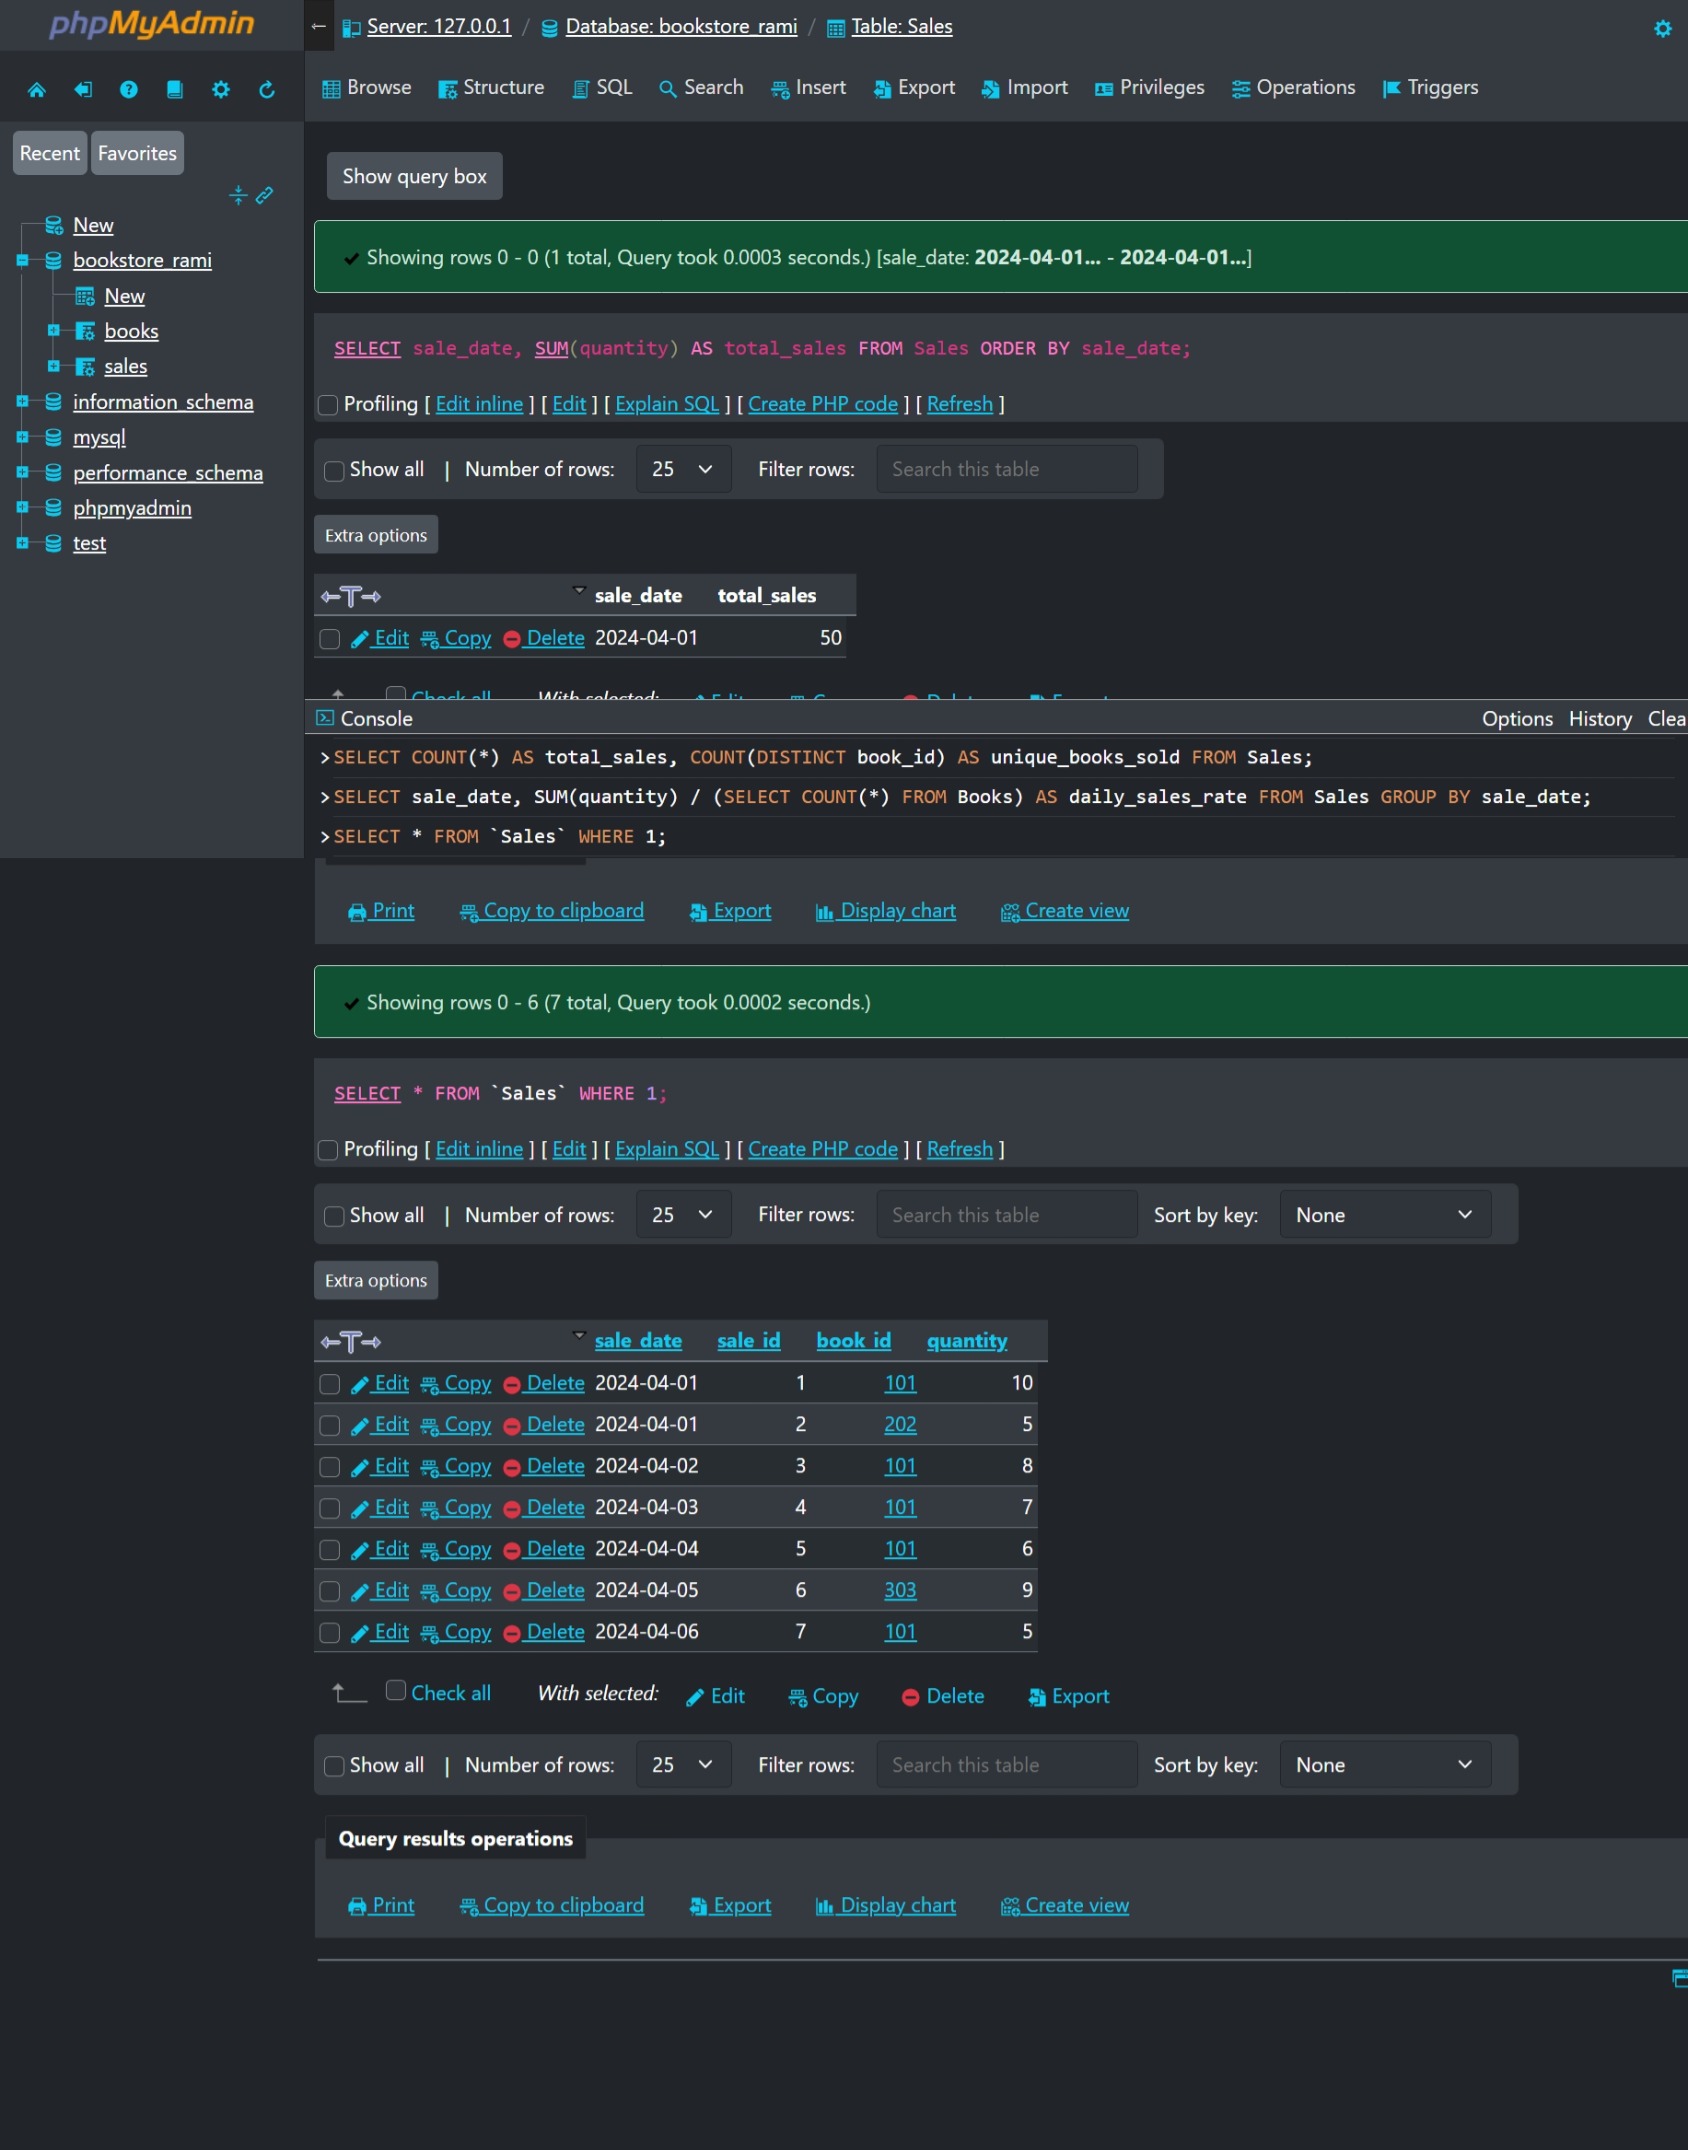 phpMyAdmin
Server: 127.0.0.1 / Database: bookstore_rami / Table: Sales
Browse Structure SQL Search Insert Export Import Privileges Operations Triggers
Recent Favorites
New
bookstore_rami
New
books
sales
information_schema
mysql
performance_schema
phpmyadmin
test
Show query box
Showing rows 0 - 0 (1 total, Query took 0.0003 seconds.) [sale_date: 2024-04-01... - 2024-04-01...]
SELECT sale_date, SUM(quantity) AS total_sales FROM Sales ORDER BY sale_date;
Profiling [ Edit inline ] [ Edit ] [ Explain SQL ] [ Create PHP code ] [ Refresh ]
Show all | Number of rows: 25 Filter rows: Search this table
Extra options
←T→ sale_date total_sales
Edit Copy Delete 2024-04-01 50
Check all With selected: Edit Copy Delete Export
Console Options History Clea
>SELECT COUNT(*) AS total_sales, COUNT(DISTINCT book_id) AS unique_books_sold FROM Sales;
>SELECT sale_date, SUM(quantity) / (SELECT COUNT(*) FROM Books) AS daily_sales_rate FROM Sales GROUP BY sale_date;
>SELECT * FROM `Sales` WHERE 1;
Print Copy to clipboard Export Display chart Create view
Showing rows 0 - 6 (7 total, Query took 0.0002 seconds.)
SELECT * FROM `Sales` WHERE 1;
Profiling [ Edit inline ] [ Edit ] [ Explain SQL ] [ Create PHP code ] [ Refresh ]
Show all | Number of rows: 25 Filter rows: Search this table Sort by key: None
Extra options
←T→ sale_date sale_id book_id quantity
Edit Copy Delete 2024-04-01 1 101 10
Edit Copy Delete 2024-04-01 2 202 5
Edit Copy Delete 2024-04-02 3 101 8
Edit Copy Delete 2024-04-03 4 101 7
Edit Copy Delete 2024-04-04 5 101 6
Edit Copy Delete 2024-04-05 6 303 9
Edit Copy Delete 2024-04-06 7 101 5
Check all With selected: Edit Copy Delete Export
Show all | Number of rows: 25 Filter rows: Search this table Sort by key: None
Query results operations
Print Copy to clipboard Export Display chart Create view